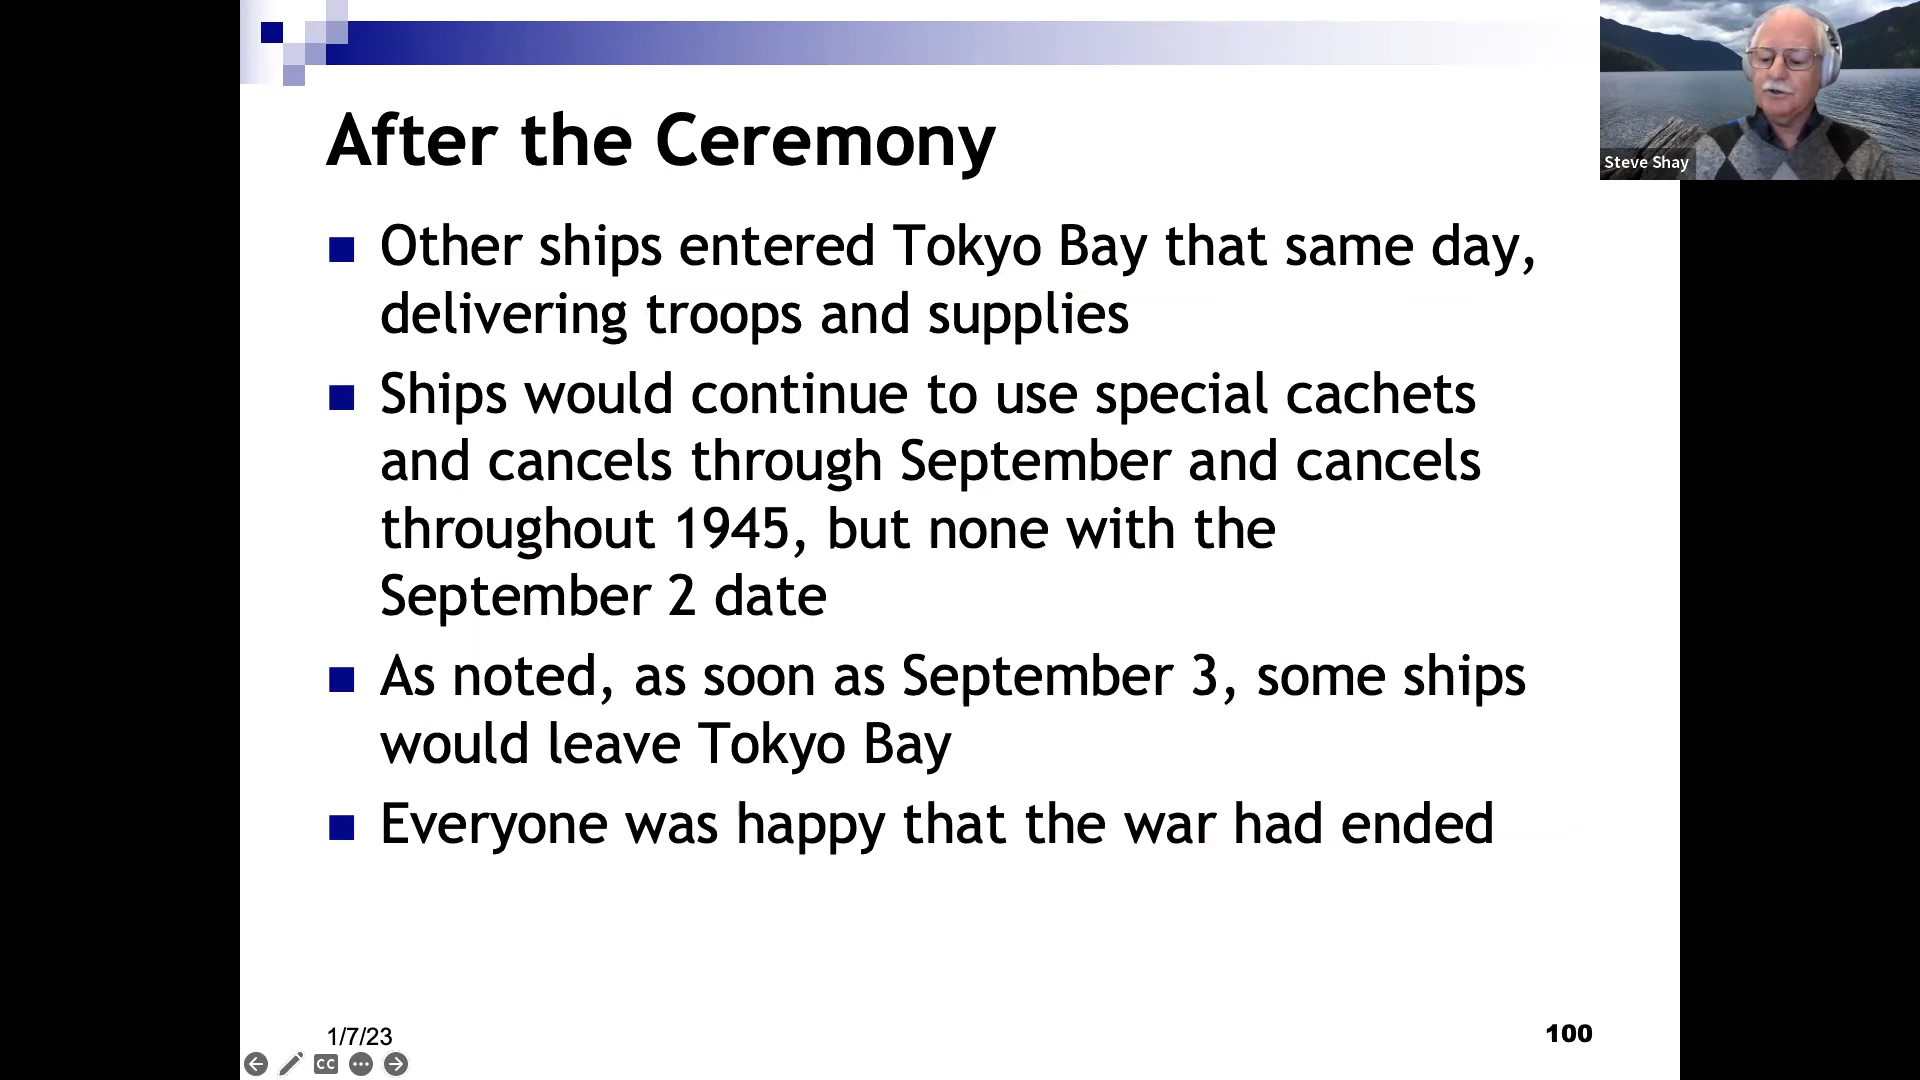 After the Ceremony
Other ships entered Tokyo Bay that same day,
delivering troops and supplies
Ships would continue to use special cachets
and cancels through September and cancels
throughout 1945, but none with the
September 2 date
As noted, as soon as September 3, some ships
would leave Tokyo Bay
Everyone was happy that the war had ended
1/7/23
100
CC
Steve Shay